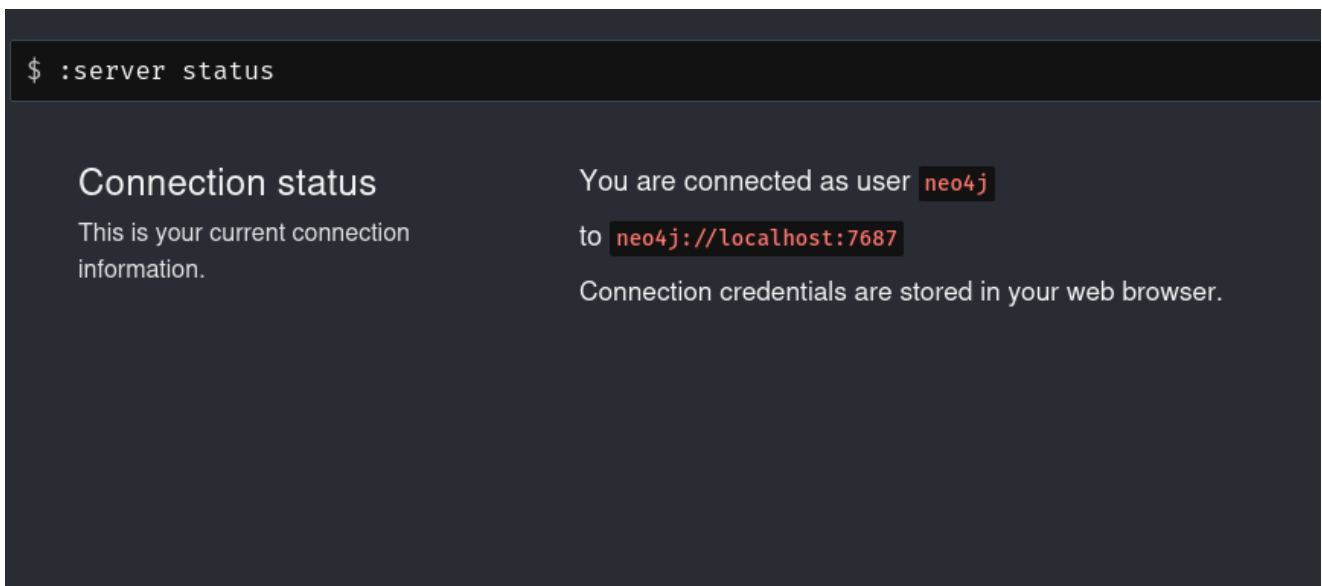 $ :server status
Connection status
This is your current connection
information.
You are connected as user neo4j
to neo4j://localhost:7687
Connection credentials are stored in your web browser.